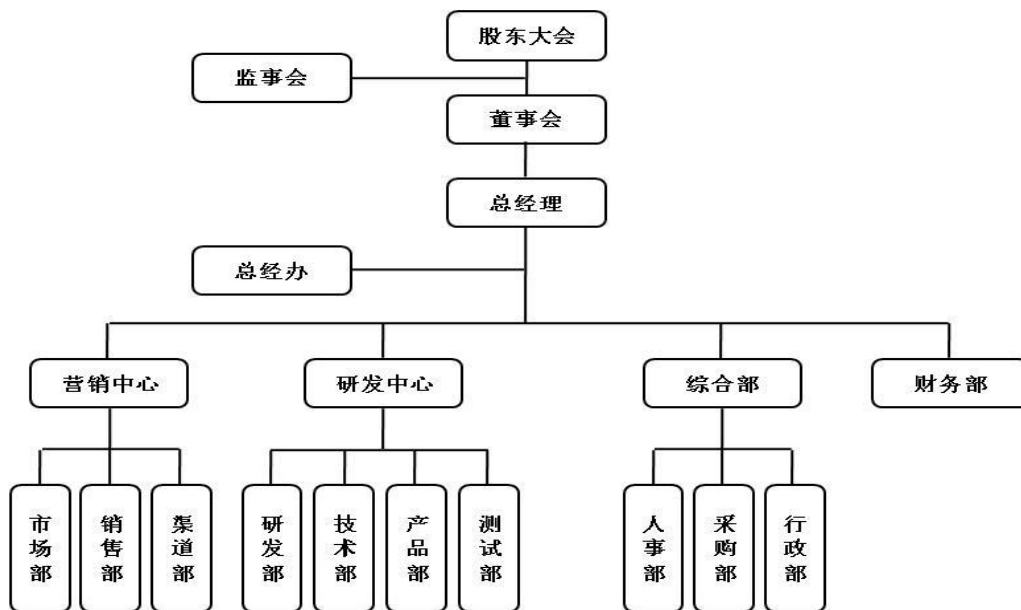 股东大会
监事会
董事会
总经理
总经办
营销中心
研发中心
综合部
财务部
市场部
销售部
渠道部
研发部
技术部
产品部
测试部
人事部
采购部
行政部